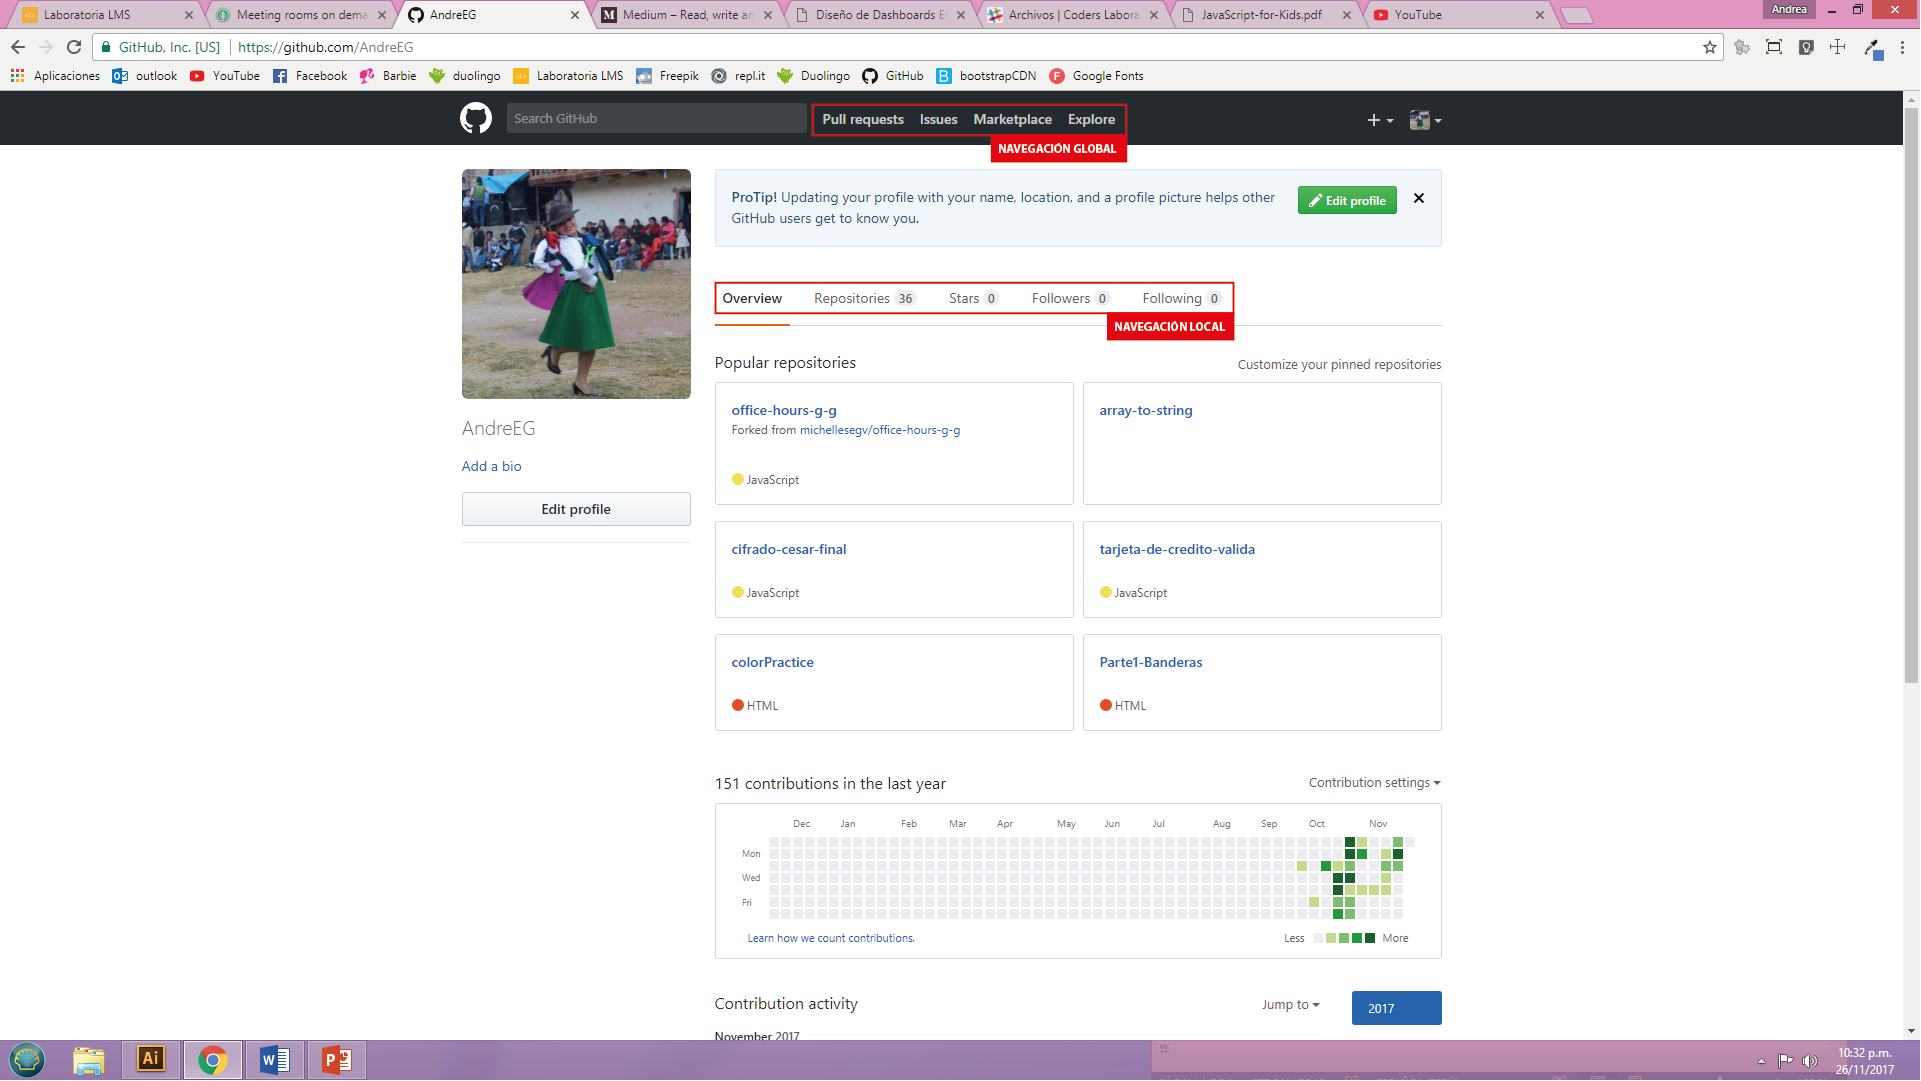 Laboratoria LMS
Meeting rooms on dema
AndreEG
Medium – Read, write an
Diseño de Dashboards E
Archivos | Coders Labora
JavaScript-for-Kids.pdf
YouTube
Andrea
GitHub, Inc. [US]
https://github.com/AndreEG
Aplicaciones
outlook
YouTube
Facebook
Barbie
duolingo
Laboratoria LMS
Freepik
repl.it
Duolingo
GitHub
bootstrapCDN
Google Fonts
Search GitHub
Pull requests Issues Marketplace Explore
NAVEGACIÓN GLOBAL
ProTip! Updating your profile with your name, location, and a profile picture helps other
GitHub users get to know you.
Edit profile
Overview Repositories 36 Stars 0 Followers 0 Following 0
NAVEGACIÓN LOCAL
AndreEG
Add a bio
Edit profile
Popular repositories
Customize your pinned repositories
office-hours-g-g
Forked from michellesegv/office-hours-g-g
JavaScript
array-to-string
cifrado-cesar-final
JavaScript
tarjeta-de-credito-valida
JavaScript
colorPractice
HTML
Parte1-Banderas
HTML
151 contributions in the last year
Contribution settings
Dec Jan Feb Mar Apr May Jun Jul Aug Sep Oct Nov
Mon
Wed
Fri
Learn how we count contributions.
Less More
Contribution activity
Jump to
2017
November 2017
Ai
10:32 p.m.
26/11/2017